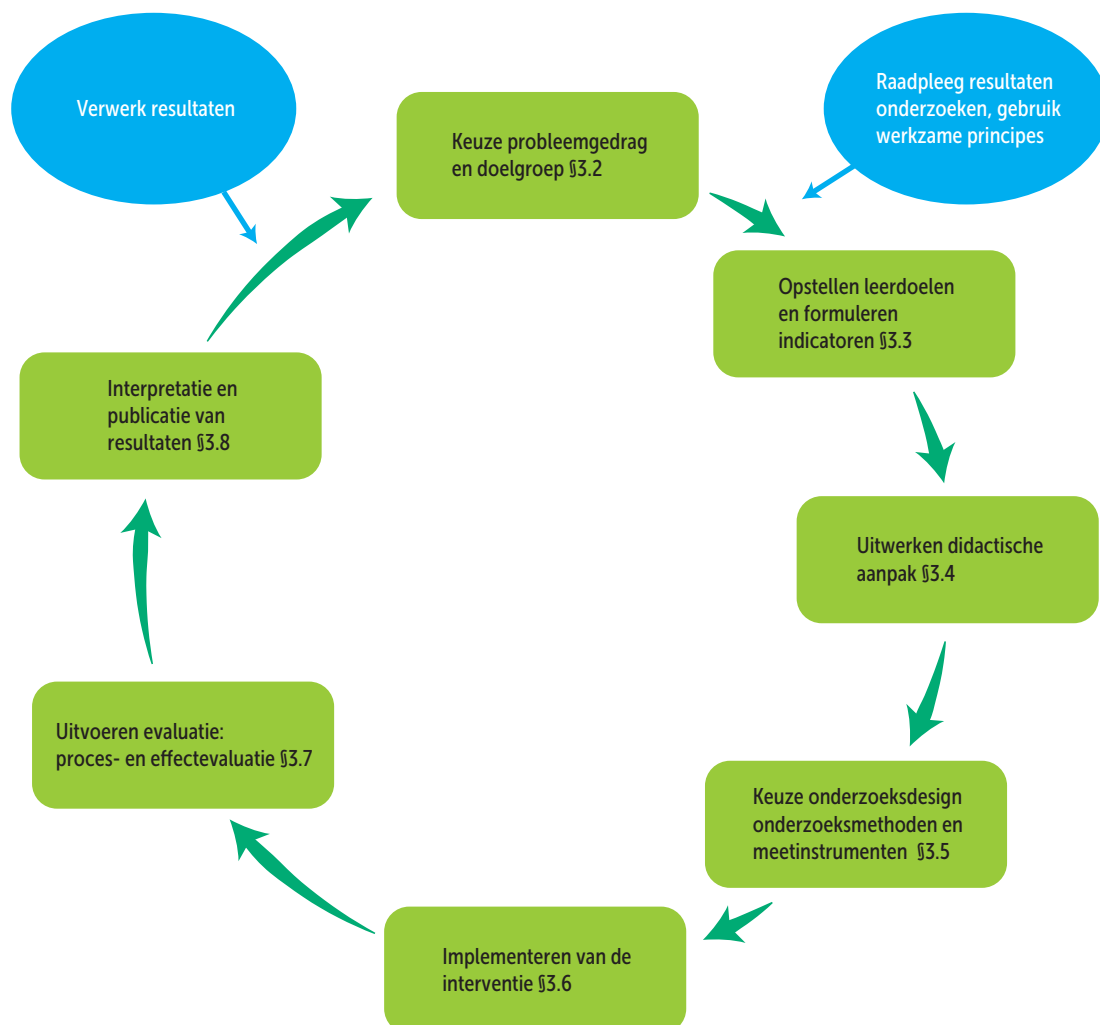 Verwerk resultaten
Raadpleeg resultaten
onderzoeken, gebruik
werkzame principes
Keuze probleemgedrag
en doelgroep §3.2
Opstellen leerdoelen
en formuleren
indicatoren §3.3
Uitwerken didactische
aanpak §3.4
Keuze onderzoeksdesign
onderzoeksmethoden en
meetinstrumenten §3.5
Implementeren van de
interventie §3.6
Uitvoeren evaluatie:
proces- en effectevaluatie §3.7
Interpretatie en
publicatie van
resultaten §3.8